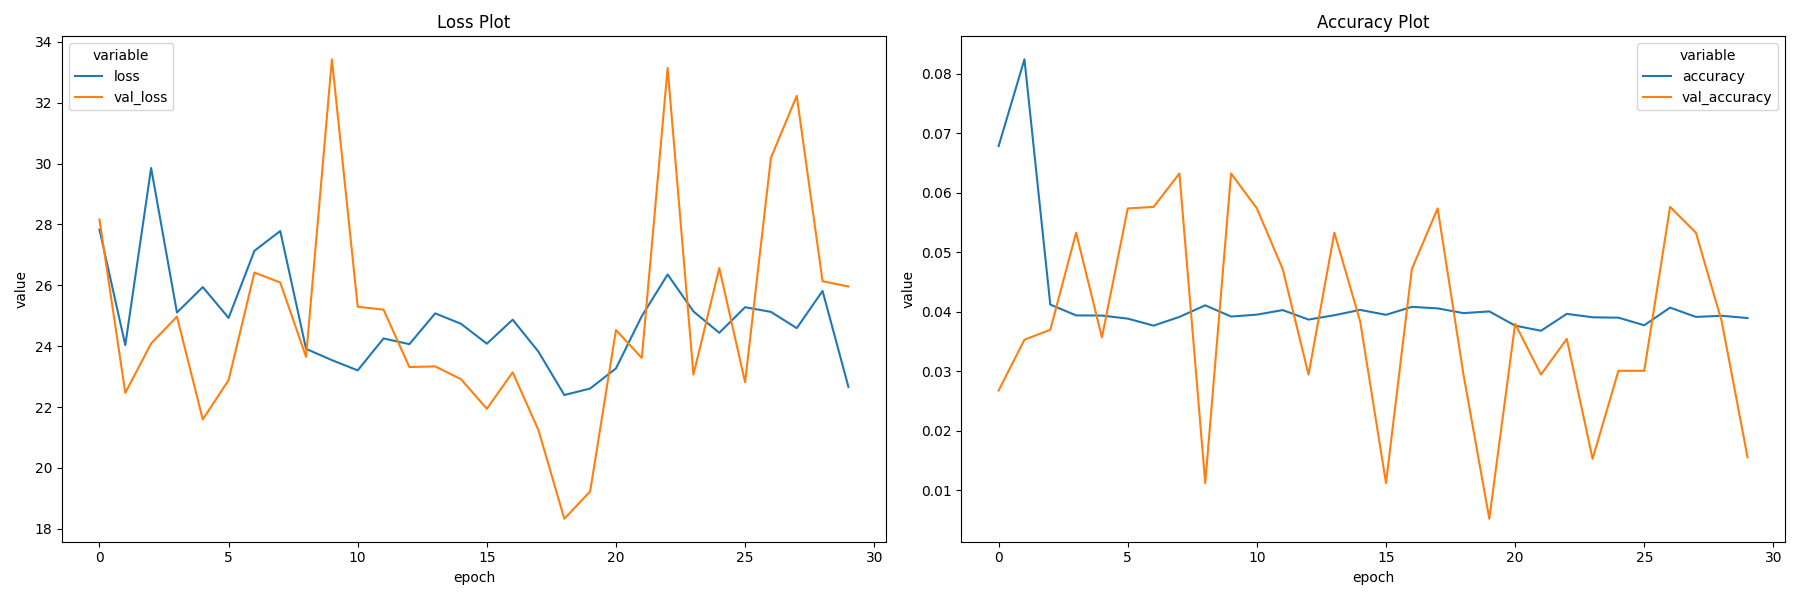 Loss Plot
variable
loss
val_loss
34
32
30
28
26
24
22
20
18
value
0 5 10 15 20 25 30
epoch
Accuracy Plot
variable
accuracy
val_accuracy
0.08
0.07
0.06
0.05
0.04
0.03
0.02
0.01
value
0 5 10 15 20 25 30
epoch